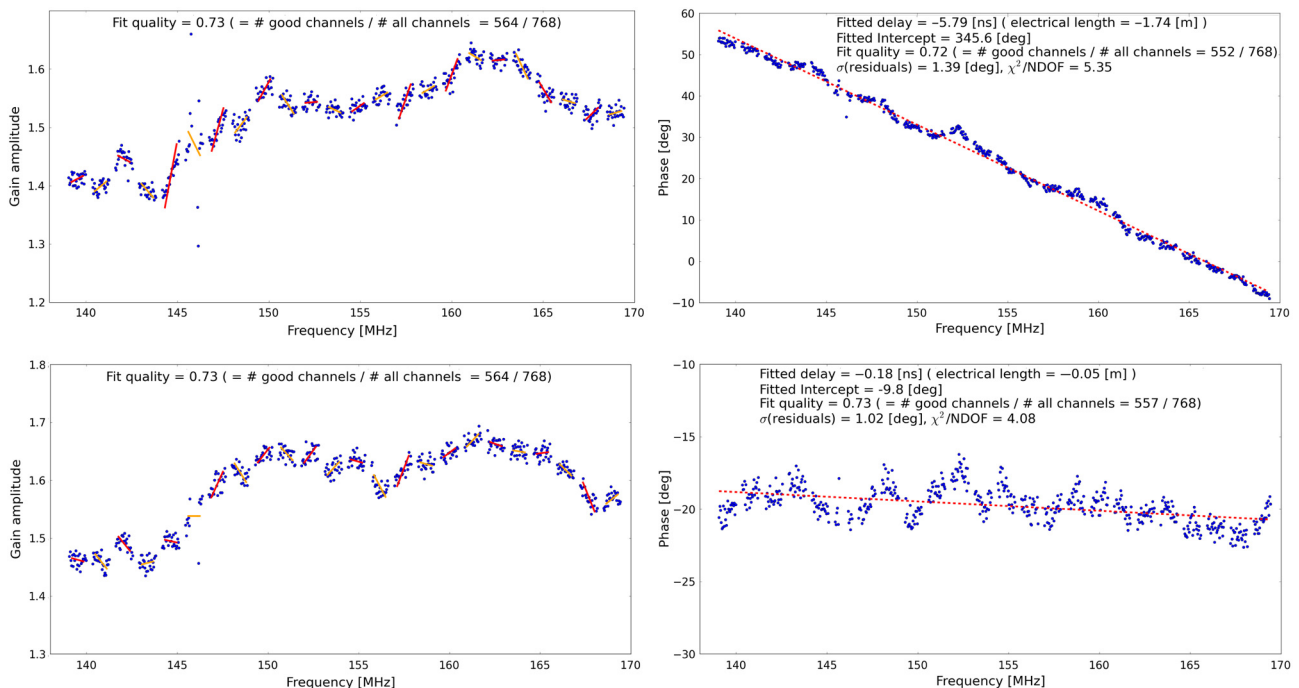 Fit quality = 0.73 ( = # good channels / # all channels  = 564 / 768)
Gain amplitude
1.6
1.5
1.4
1.3
1.2
140
145
150
155
160
165
170
Frequency [MHz]
Fitted delay = −5.79 [ns] ( electrical length = −1.74 [m] )
Fitted Intercept = 345.6 [deg]
Fit quality = 0.72 ( = # good channels / # all channels = 552 / 768)
σ(residuals) = 1.39 [deg], χ²/NDOF = 5.35
Phase [deg]
60
50
40
30
20
10
0
−10
140
145
150
155
160
165
170
Frequency [MHz]
Fit quality = 0.73 ( = # good channels / # all channels  = 564 / 768)
Gain amplitude
1.8
1.7
1.6
1.5
1.4
1.3
140
145
150
155
160
165
170
Frequency [MHz]
Fitted delay = −0.18 [ns] ( electrical length = −0.05 [m] )
Fitted Intercept = -9.8 [deg]
Fit quality = 0.73 ( = # good channels / # all channels = 557 / 768)
σ(residuals) = 1.02 [deg], χ²/NDOF = 4.08
Phase [deg]
−10
−15
−20
−25
−30
140
145
150
155
160
165
170
Frequency [MHz]